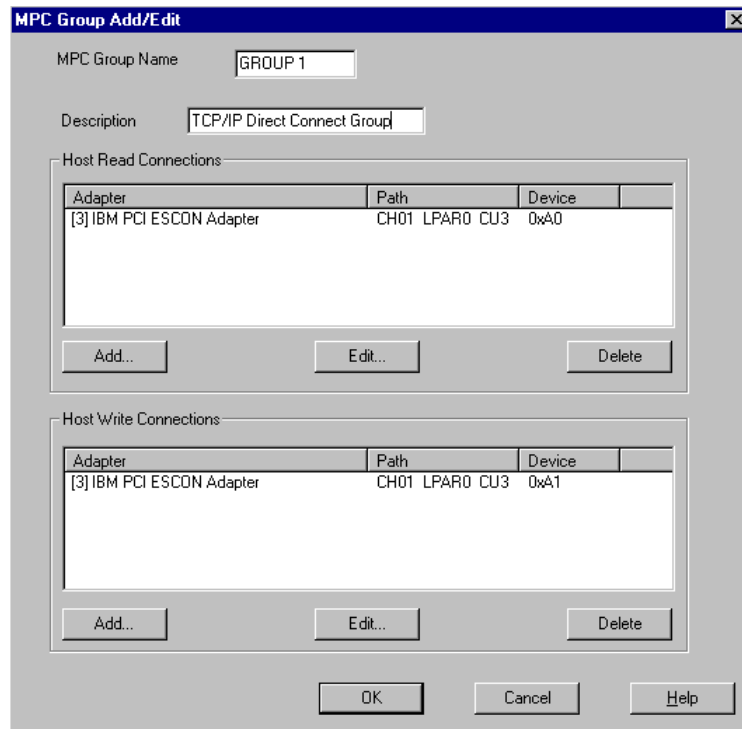 MPC Group Add/Edit
MPC Group Name GROUP 1
Description TCP/IP Direct Connect Group
Host Read Connections
Adapter Path Device
[3] IBM PCI ESCON Adapter CH01 LPAR0 CU3 0xA0
Add... Edit... Delete
Host Write Connections
Adapter Path Device
[3] IBM PCI ESCON Adapter CH01 LPAR0 CU3 0xA1
Add... Edit... Delete
OK Cancel Help